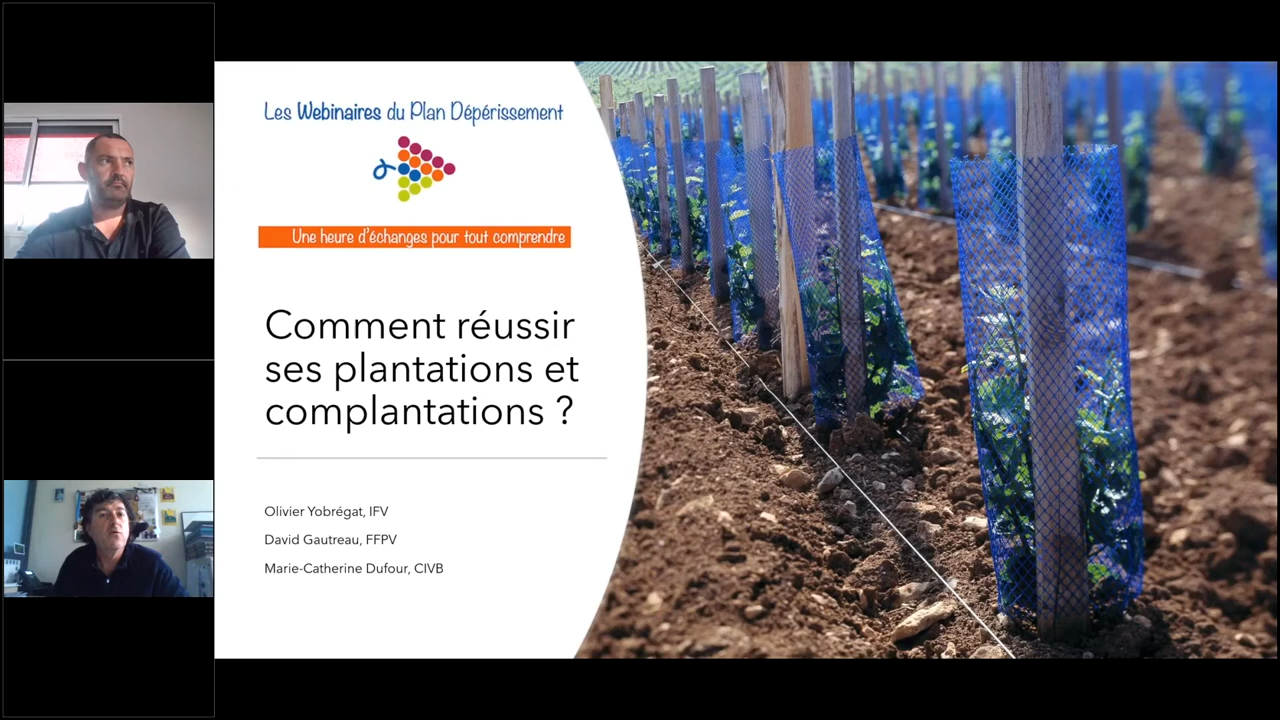 Les Webinaires du Plan Dépérissement
Une heure d'échanges pour tout comprendre
Comment réussir
ses plantations et
complantations ?
Olivier Yobrégat, IFV
David Gautreau, FFPV
Marie-Catherine Dufour, CIVB